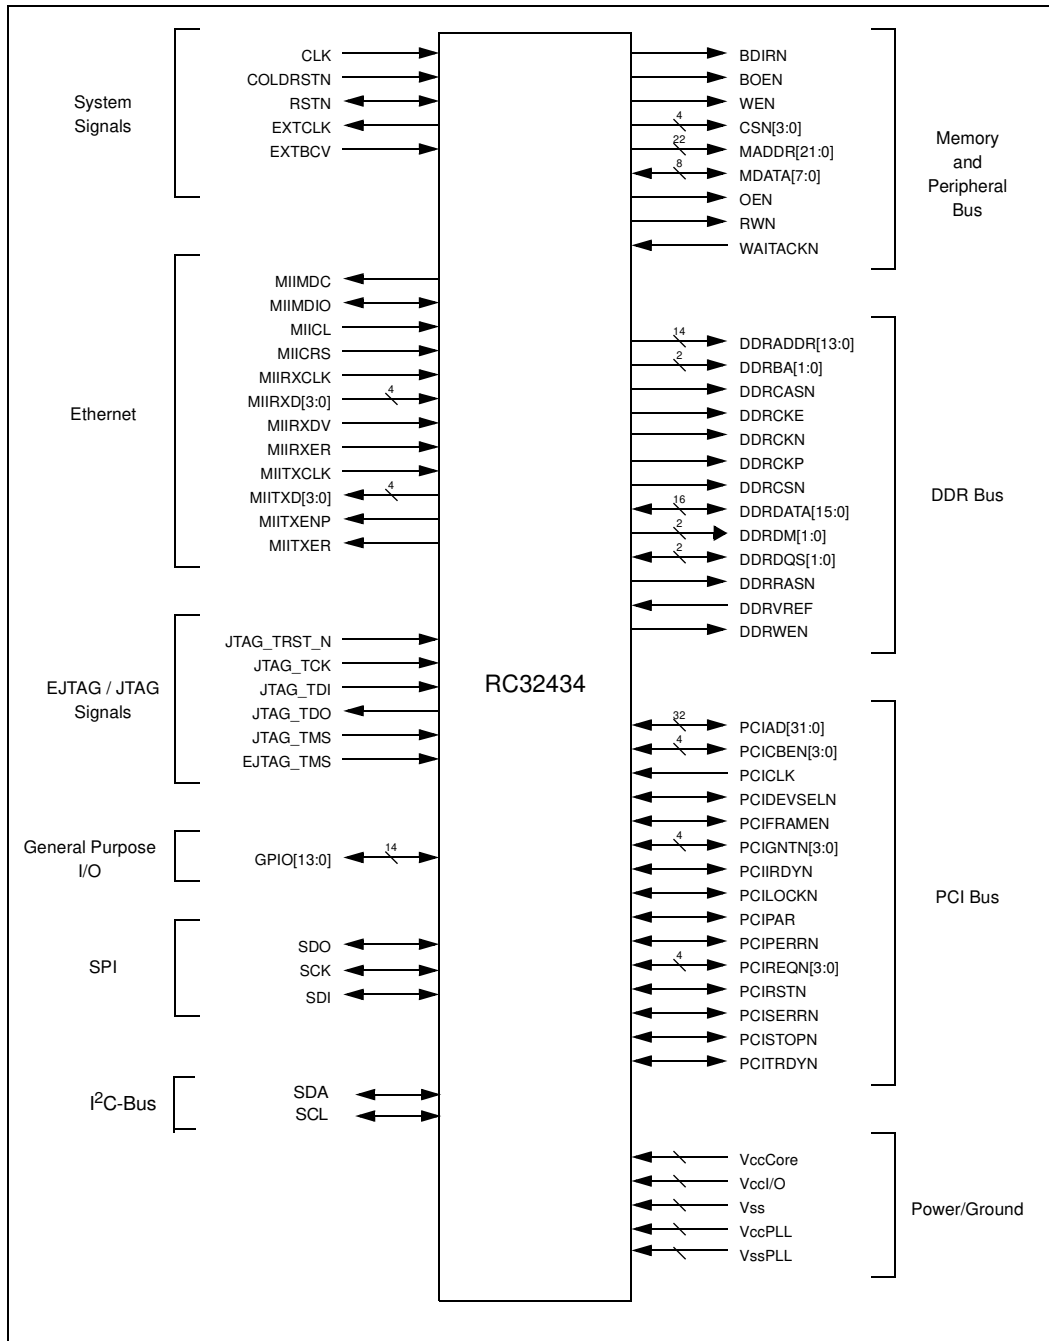 System
Signals
CLK
COLDRSTN
RSTN
EXTCLK
EXTBCV
Ethernet
MIIMDC
MIIMDIO
MIICL
MIICRS
MIIRXCLK
MIIRXD[3:0] 4
MIIRXDV
MIIRXER
MIITXCLK
MIITXD[3:0] 4
MIITXENP
MIITXER
EJTAG / JTAG
Signals
JTAG_TRST_N
JTAG_TCK
JTAG_TDI
JTAG_TDO
JTAG_TMS
EJTAG_TMS
General Purpose
I/O
GPIO[13:0] 14
SPI
SDO
SCK
SDI
I²C-Bus
SDA
SCL
RC32434
BDIRN
BOEN
WEN
4 CSN[3:0]
22 MADDR[21:0]
8 MDATA[7:0]
OEN
RWN
WAITACKN
Memory
and
Peripheral
Bus
14 DDRADDR[13:0]
2 DDRBA[1:0]
DDRCASN
DDRCKE
DDRCKN
DDRCKP
DDRCSN
16 DDRDATA[15:0]
2 DDRDM[1:0]
2 DDRDQS[1:0]
DDRRASN
DDRVREF
DDRWEN
DDR Bus
32 PCIAD[31:0]
4 PCICBEN[3:0]
PCICLK
PCIDEVSELN
PCIFRAMEN
4 PCIGNTN[3:0]
PCIIRDYN
PCILOCKN
PCIPAR
PCIPERRN
4 PCIREQN[3:0]
PCIRSTN
PCISERRN
PCISTOPN
PCITRDYN
PCI Bus
VccCore
VccI/O
Vss
VccPLL
VssPLL
Power/Ground